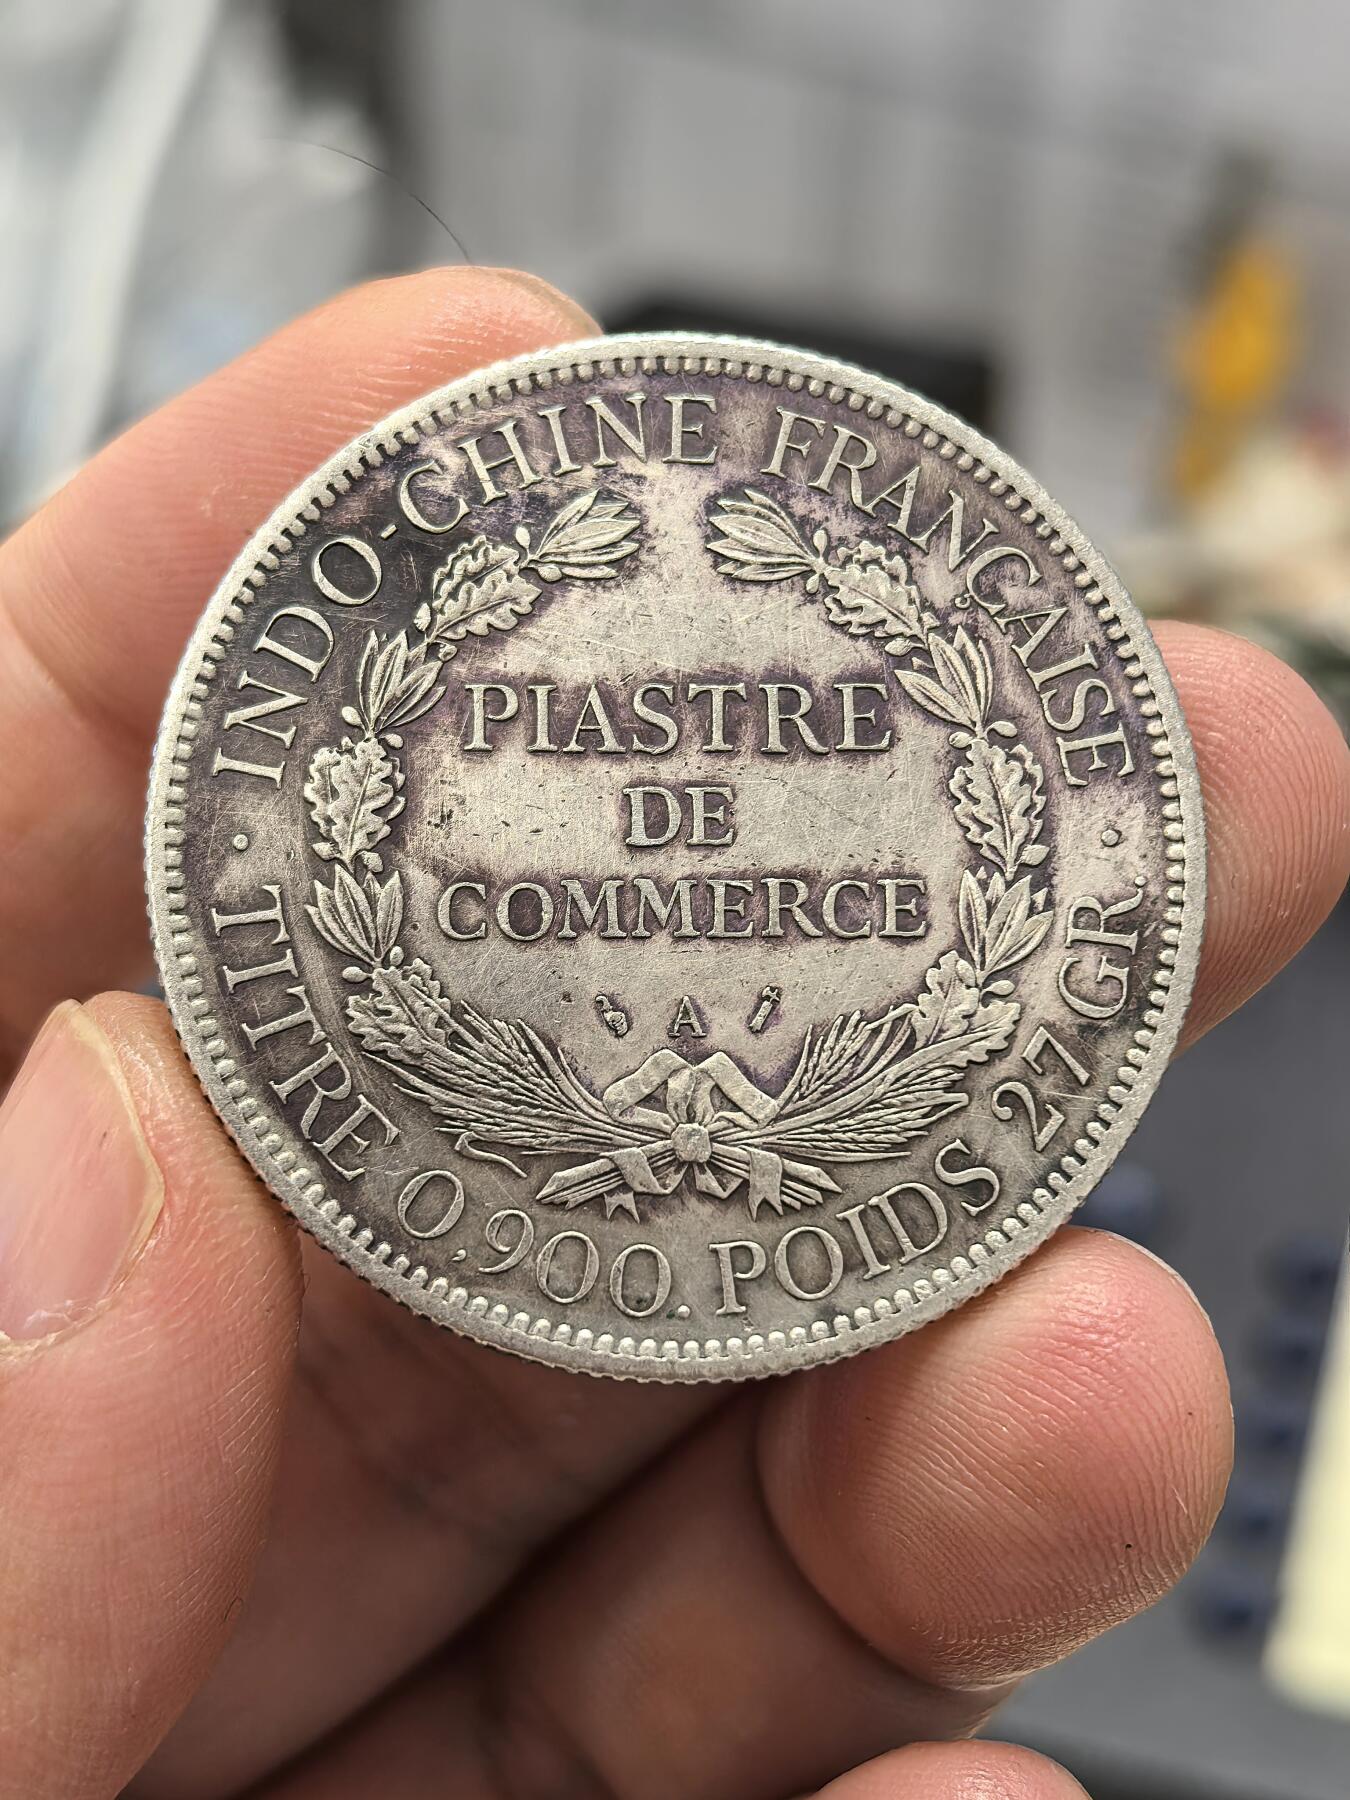 INDO-CHINE FRANÇAISE
PIASTRE
DE
COMMERCE
A
· TITRE 0,900. POIDS 27 GR. ·